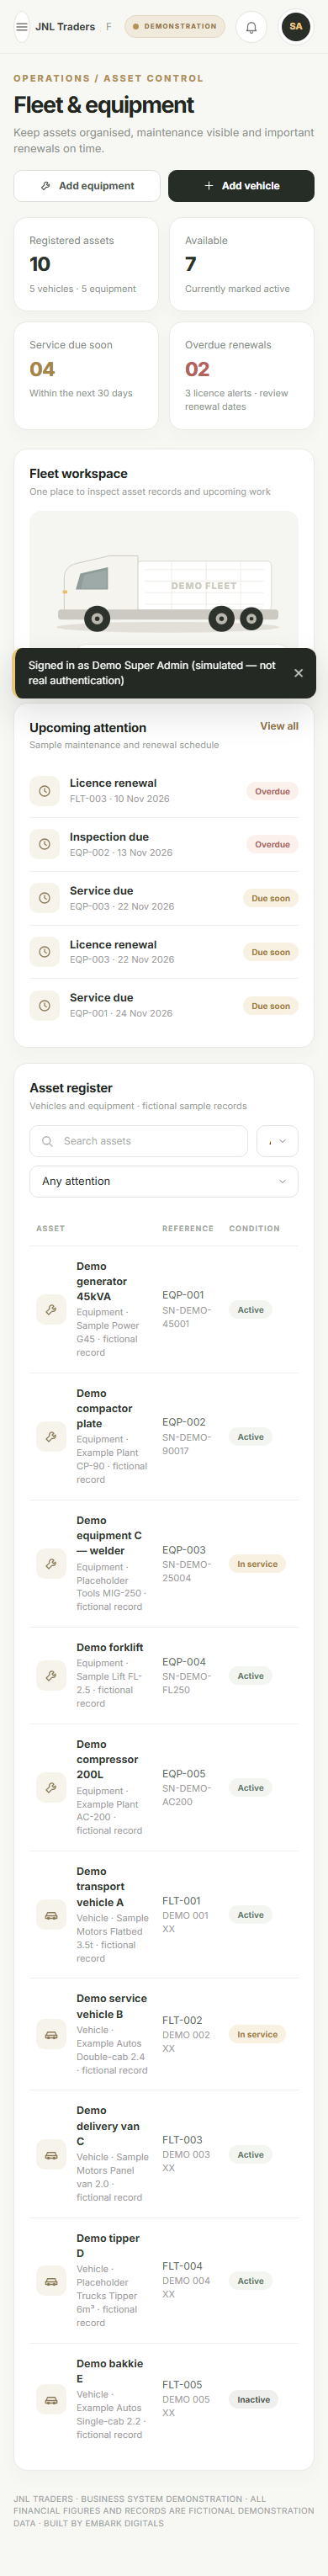 JNL Traders F DEMONSTRATION SA
OPERATIONS / ASSET CONTROL
Fleet & equipment
Keep assets organised, maintenance visible and important
renewals on time.
Add equipment
Add vehicle
Registered assets
10
5 vehicles · 5 equipment
Available
7
Currently marked active
Service due soon
04
Within the next 30 days
Overdue renewals
02
3 licence alerts · review
renewal dates
Fleet workspace
One place to inspect asset records and upcoming work
DEMO FLEET
Signed in as Demo Super Admin (simulated — not
real authentication)
Upcoming attention
View all
Sample maintenance and renewal schedule
Licence renewal
FLT-003 · 10 Nov 2026
Overdue
Inspection due
EQP-002 · 13 Nov 2026
Overdue
Service due
EQP-003 · 22 Nov 2026
Due soon
Licence renewal
EQP-003 · 22 Nov 2026
Due soon
Service due
EQP-001 · 24 Nov 2026
Due soon
Asset register
Vehicles and equipment · fictional sample records
Search assets
Any attention
ASSET REFERENCE CONDITION
Demo
generator
45kVA
Equipment ·
Sample Power
G45 · fictional
record
EQP-001
SN-DEMO-
45001
Active
Demo
compactor
plate
Equipment ·
Example Plant
CP-90 · fictional
record
EQP-002
SN-DEMO-
90017
Active
Demo
equipment C
— welder
Equipment ·
Placeholder
Tools MIG-250 ·
fictional record
EQP-003
SN-DEMO-
25004
In service
Demo forklift
Equipment ·
Sample Lift FL-
2.5 · fictional
record
EQP-004
SN-DEMO-
FL250
Active
Demo
compressor
200L
Equipment ·
Example Plant
AC-200 ·
fictional record
EQP-005
SN-DEMO-
AC200
Active
Demo
transport
vehicle A
Vehicle · Sample
Motors Flatbed
3.5t · fictional
record
FLT-001
DEMO 001
XX
Active
Demo service
vehicle B
Vehicle ·
Example Autos
Double-cab 2.4
· fictional record
FLT-002
DEMO 002
XX
In service
Demo
delivery van
C
Vehicle · Sample
Motors Panel
van 2.0 ·
fictional record
FLT-003
DEMO 003
XX
Active
Demo tipper
D
Vehicle ·
Placeholder
Trucks Tipper
6m³ · fictional
record
FLT-004
DEMO 004
XX
Active
Demo bakkie
E
Vehicle ·
Example Autos
Single-cab 2.2 ·
fictional record
FLT-005
DEMO 005
XX
Inactive
JNL TRADERS · BUSINESS SYSTEM DEMONSTRATION · ALL
FINANCIAL FIGURES AND RECORDS ARE FICTIONAL DEMONSTRATION
DATA · BUILT BY EMBARK DIGITALS